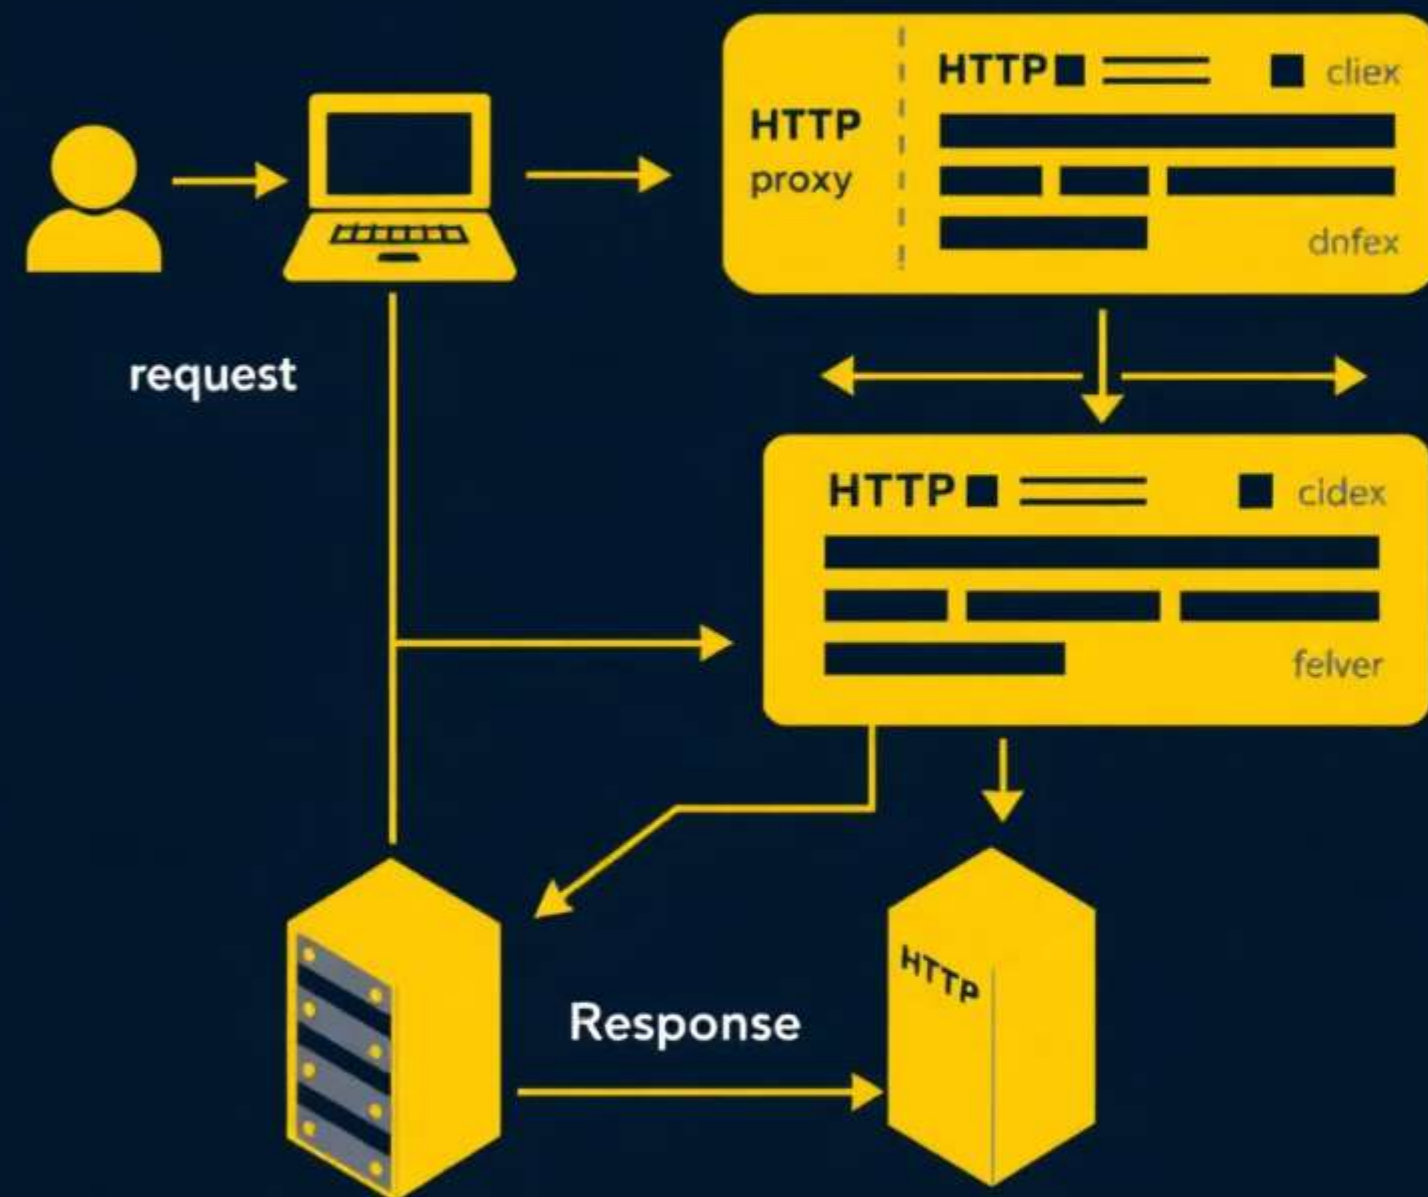 HTTP cliex
HTTP
proxy
dnfex
request
HTTP cidex
felver
HTTP
Response